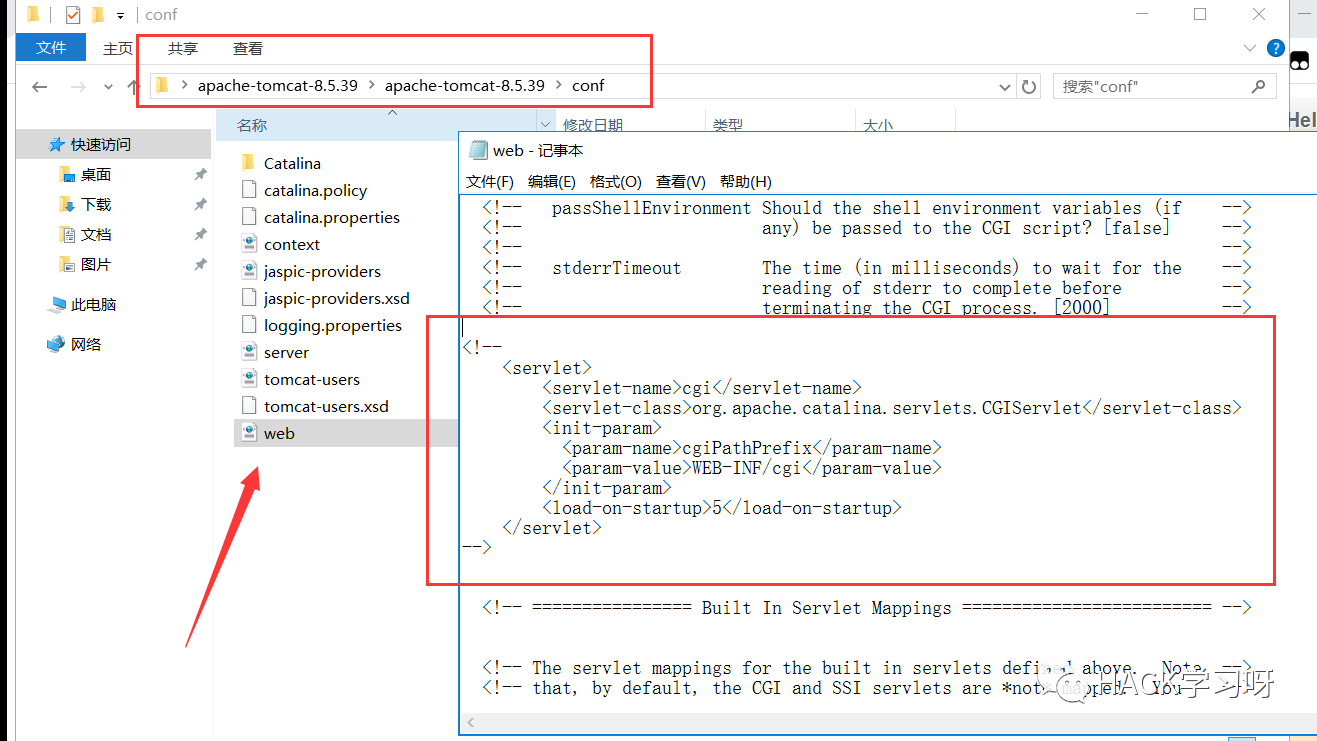 conf
文件 主页 共享 查看
apache-tomcat-8.5.39 apache-tomcat-8.5.39 conf
搜索"conf"
Hel
名称 修改日期 类型 大小
快速访问
桌面
下载
文档
图片
此电脑
网络
Catalina
catalina.policy
catalina.properties
context
jaspic-providers
jaspic-providers.xsd
logging.properties
server
tomcat-users
tomcat-users.xsd
web
web - 记事本
文件(F) 编辑(E) 格式(O) 查看(V) 帮助(H)
<!-- passShellEnvironment Should the shell environment variables (if -->
<!-- any) be passed to the CGI script? [false] -->
<!-- -->
<!-- stderrTimeout The time (in milliseconds) to wait for the -->
<!-- reading of stderr to complete before -->
<!-- terminating the CGI process. [2000] -->
<!--
<servlet>
<servlet-name>cgi</servlet-name>
<servlet-class>org.apache.catalina.servlets.CGIServlet</servlet-class>
<init-param>
<param-name>cgiPathPrefix</param-name>
<param-value>WEB-INF/cgi</param-value>
</init-param>
<load-on-startup>5</load-on-startup>
</servlet>
-->
<!-- ================ Built In Servlet Mappings ========================= -->
<!-- The servlet mappings for the built in servlets defined above. Note, -->
<!-- that, by default, the CGI and SSI servlets are *not* mapped. You
HACK学习呀